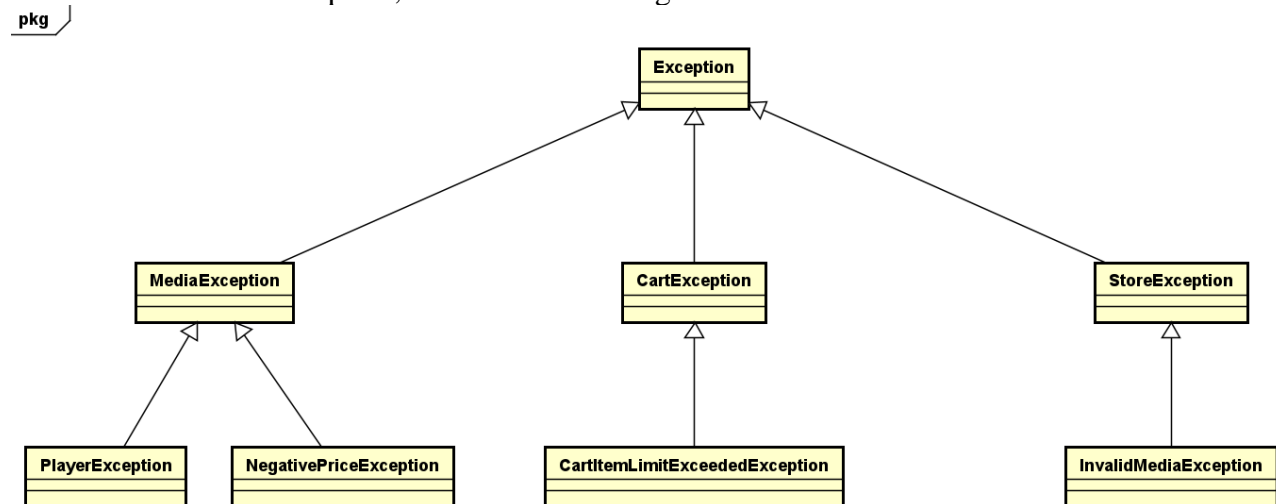 pkg
Exception
MediaException CartException StoreException
PlayerException NegativePriceException CartItemLimitExceededException InvalidMediaException